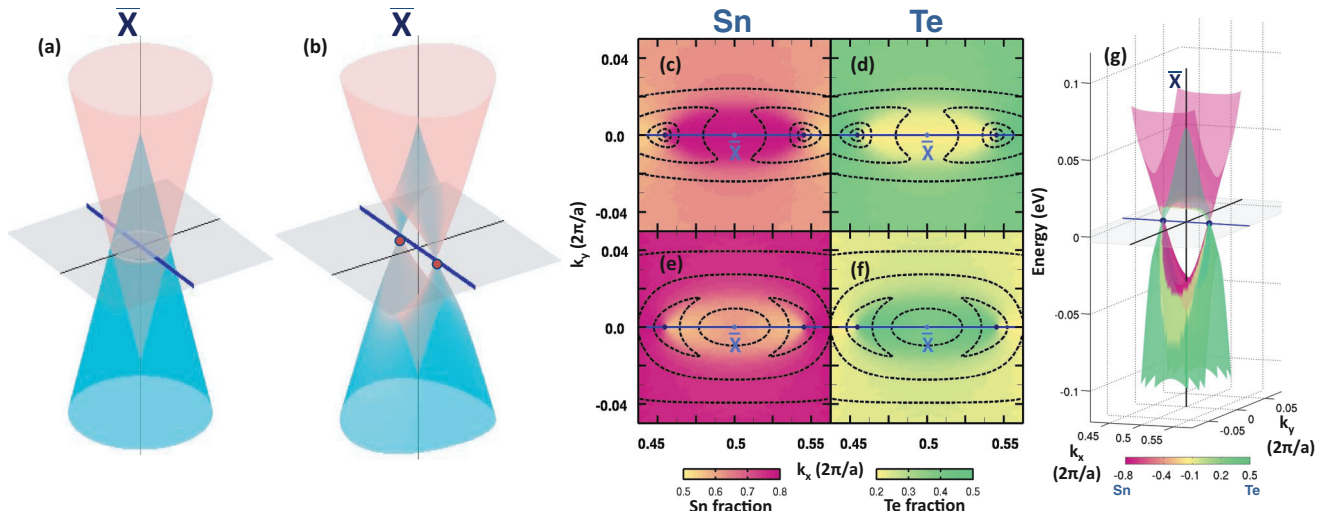 X̅
(a)
X̅
(b)
Sn
Te
0.04
0.0
-0.04
k_y (2π/a)
0.04
0.0
-0.04
(c)
X̅
(d)
X̅
(e)
X̅
(f)
X̅
0.45
0.5
0.55
0.45
0.5
0.55
k_x (2π/a)
0.5
0.6
0.7
0.8
Sn fraction
0.2
0.3
0.4
0.5
Te fraction
(g)
X̅
Energy (eV)
0.1
0.05
0
-0.05
-0.1
0.45
0.5
0.55
k_x
(2π/a)
-0.05
0
0.05
k_y
(2π/a)
-0.8
-0.4
-0.1
0.2
0.5
Sn
Te